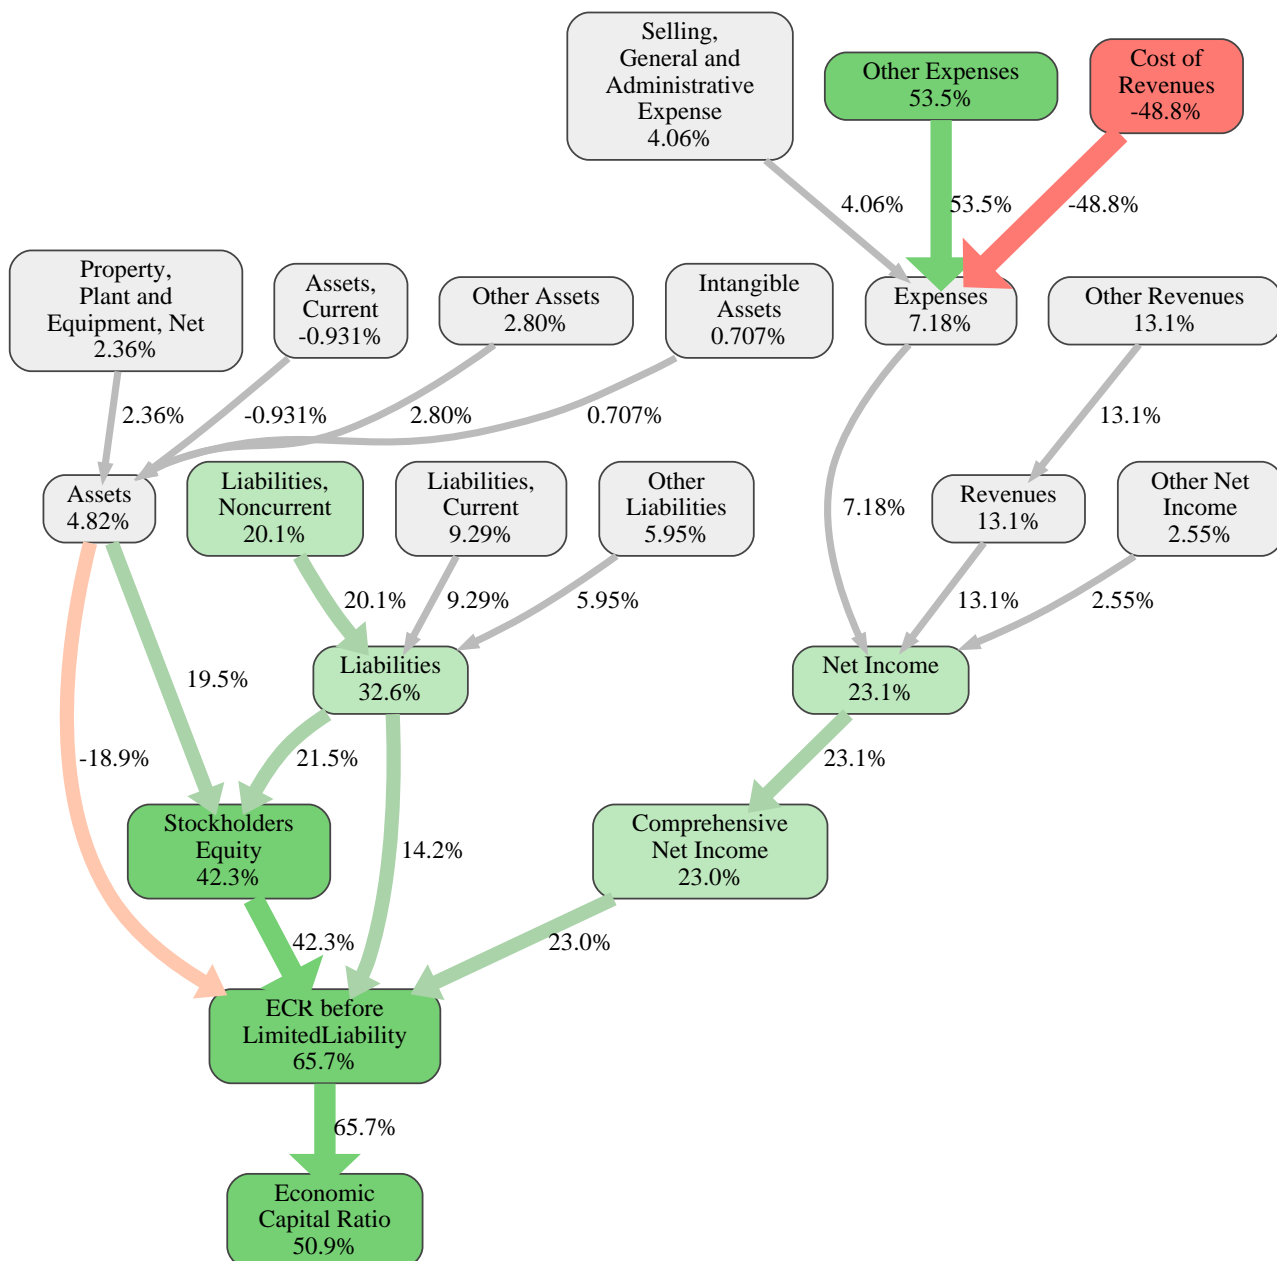 Selling,
General and
Administrative
Expense
4.06%
Other Expenses
53.5%
Cost of
Revenues
-48.8%
4.06%
53.5%
-48.8%
Property,
Plant and
Equipment, Net
2.36%
Assets,
Current
-0.931%
Other Assets
2.80%
Intangible
Assets
0.707%
Expenses
7.18%
Other Revenues
13.1%
2.36%
-0.931%
2.80%
0.707%
13.1%
Assets
4.82%
Liabilities,
Noncurrent
20.1%
Liabilities,
Current
9.29%
Other
Liabilities
5.95%
7.18%
Revenues
13.1%
Other Net
Income
2.55%
20.1%
9.29%
5.95%
13.1%
2.55%
Liabilities
32.6%
Net Income
23.1%
19.5%
-18.9%
21.5%
23.1%
Stockholders
Equity
42.3%
14.2%
Comprehensive
Net Income
23.0%
42.3%
23.0%
ECR before
LimitedLiability
65.7%
65.7%
Economic
Capital Ratio
50.9%